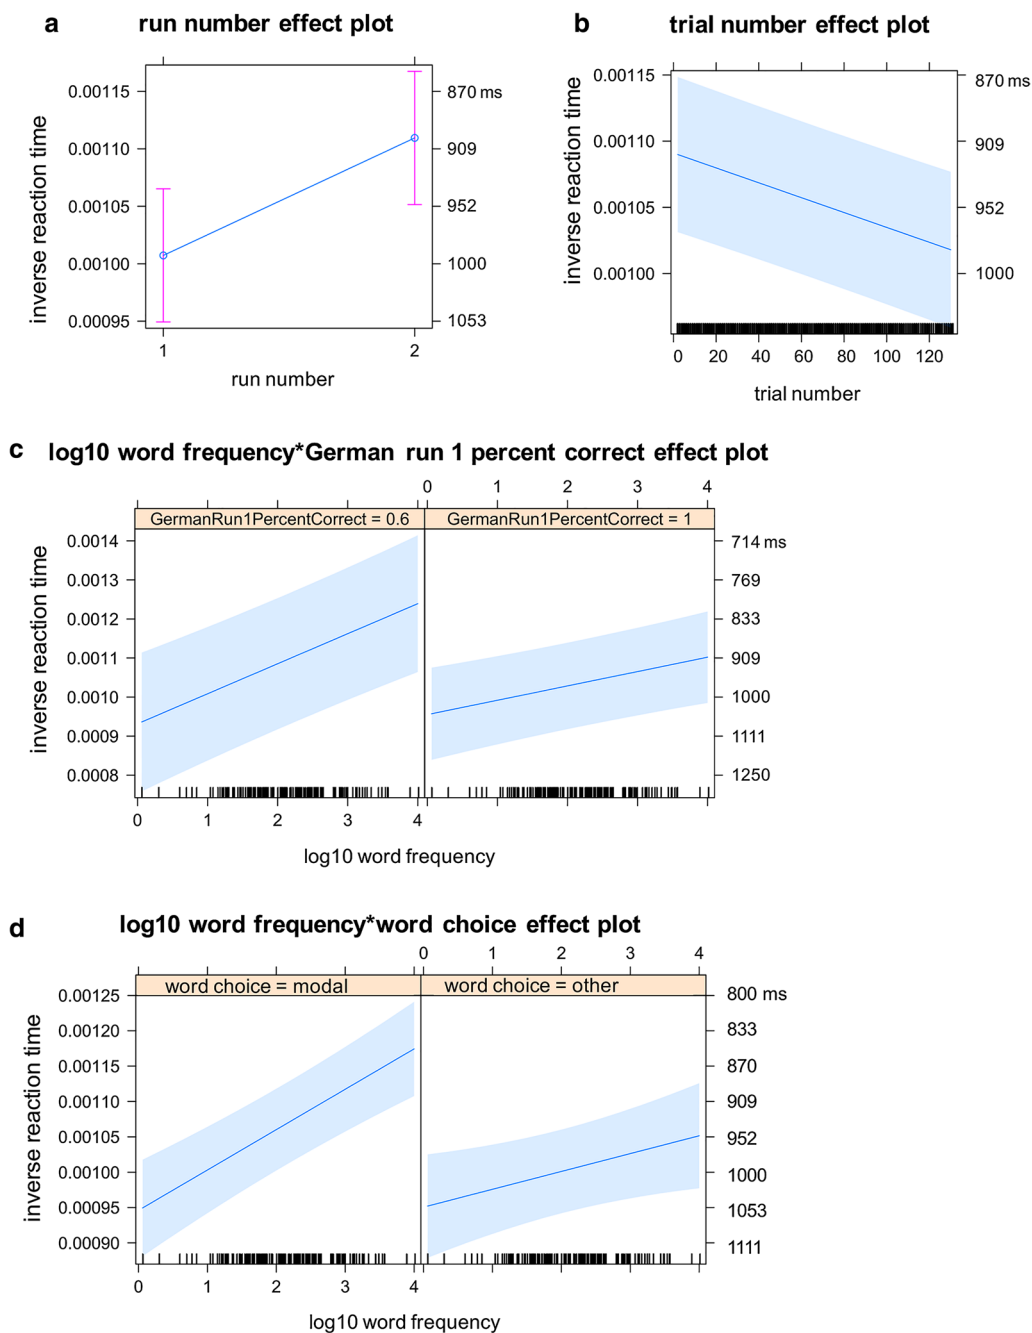 a run number effect plot
inverse reaction time
0.00115
0.00110
0.00105
0.00100
0.00095
870 ms
909
952
1000
1053
1 2
run number
b trial number effect plot
inverse reaction time
0.00115
0.00110
0.00105
0.00100
870 ms
909
952
1000
0 20 40 60 80 100 120
trial number
c log10 word frequency*German run 1 percent correct effect plot
0 1 2 3 4
GermanRun1PercentCorrect = 0.6 GermanRun1PercentCorrect = 1
inverse reaction time
0.0014
0.0013
0.0012
0.0011
0.0010
0.0009
0.0008
714 ms
769
833
909
1000
1111
1250
0 1 2 3 4
log10 word frequency
d log10 word frequency*word choice effect plot
0 1 2 3 4
word choice = modal word choice = other
inverse reaction time
0.00125
0.00120
0.00115
0.00110
0.00105
0.00100
0.00095
0.00090
800 ms
833
870
909
952
1000
1053
1111
0 1 2 3 4
log10 word frequency